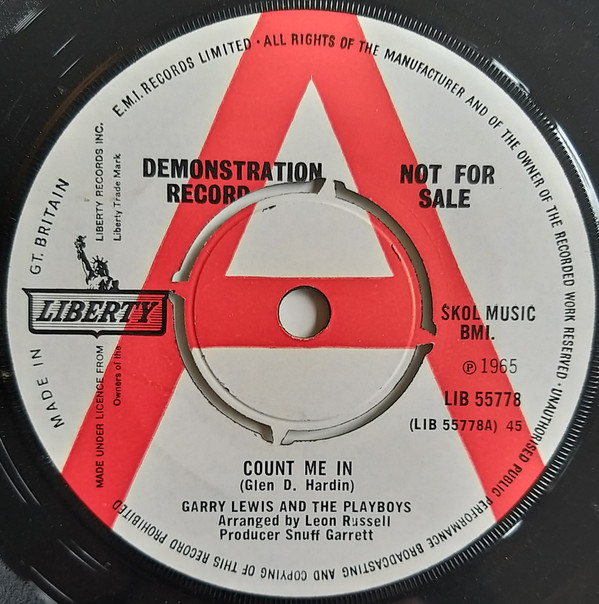 E.M.I. RECORDS LIMITED · ALL RIGHTS OF THE MANUFACTURER AND OF THE OWNER OF THE RECORDED WORK RESERVED · UNAUTHORISED PUBLIC PERFORMANCE BROADCASTING AND COPYING OF THIS RECORD PROHIBITED
MADE IN GT. BRITAIN
A
DEMONSTRATION
RECORD
NOT FOR
SALE
MADE UNDER LICENCE FROM LIBERTY RECORDS INC.
Owners of the Liberty Trade Mark
LIBERTY
SKOL MUSIC
BMI.
℗ 1965
LIB 55778
(LIB 55778A) 45
COUNT ME IN
(Glen D. Hardin)
GARRY LEWIS AND THE PLAYBOYS
Arranged by Leon Russell
Producer Snuff Garrett